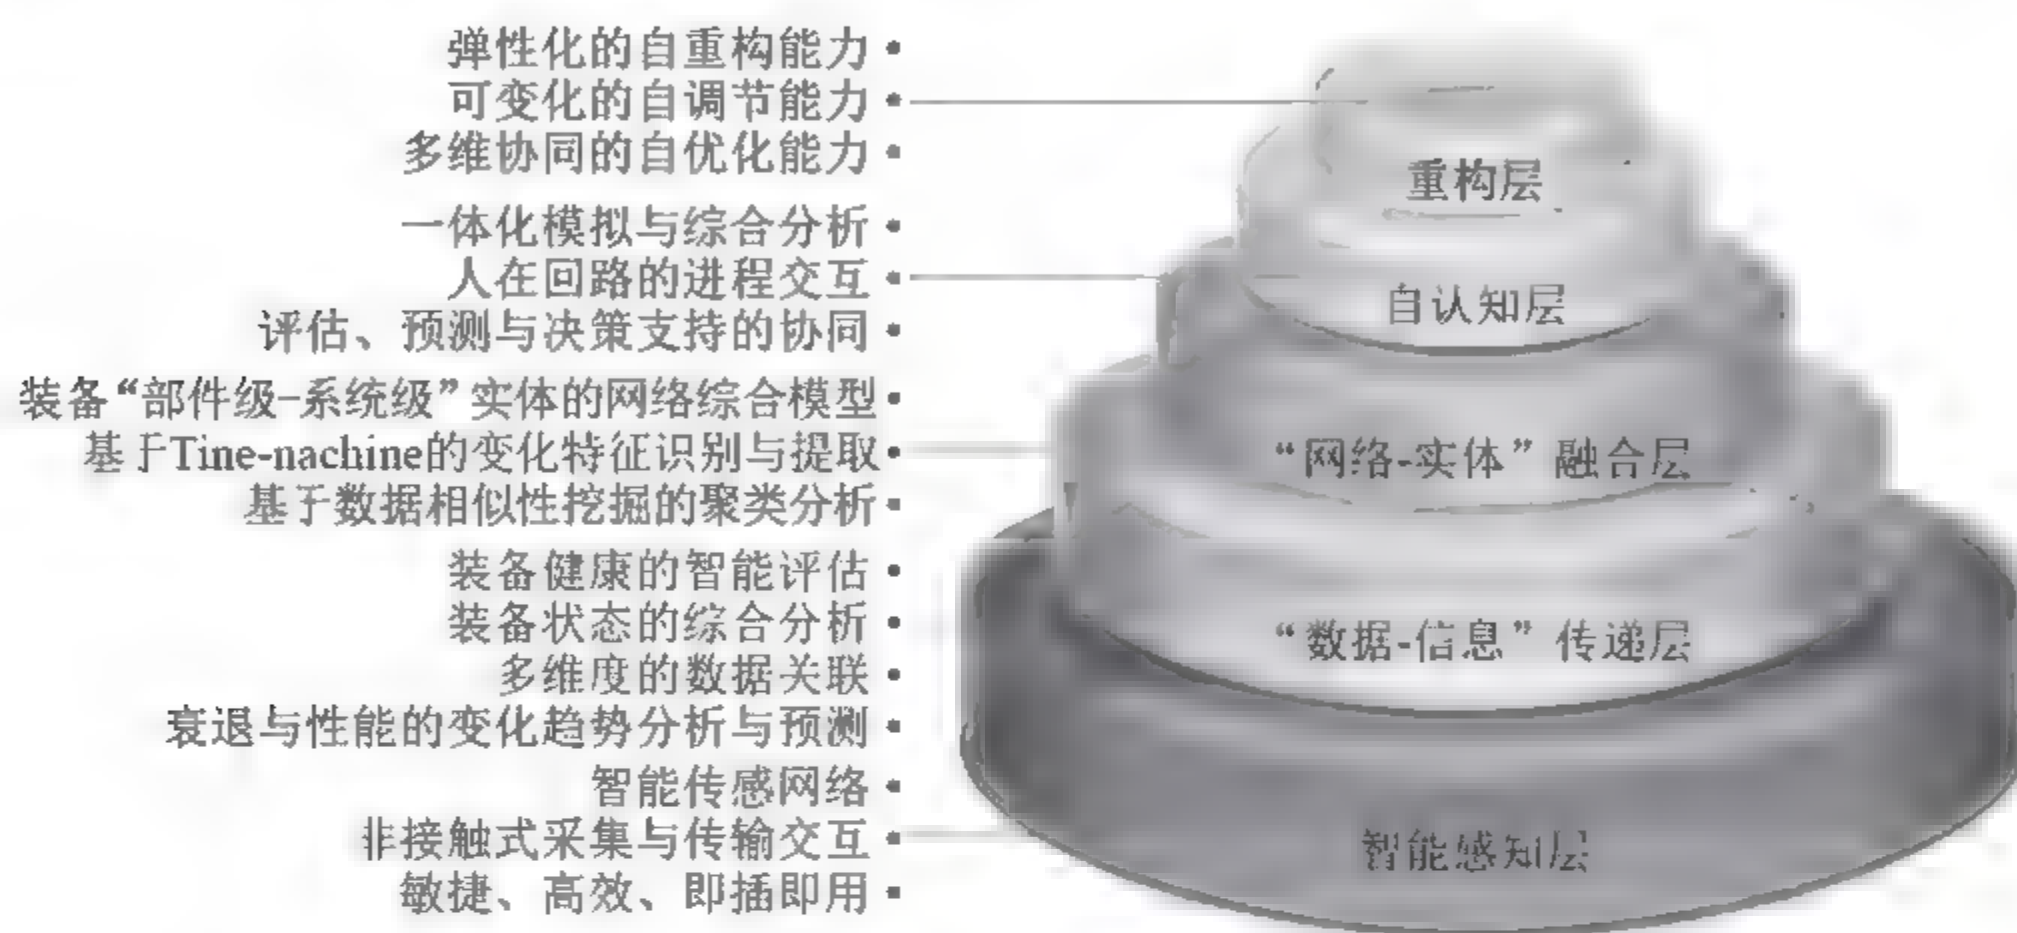 弹性化的自重构能力
可变化的自调节能力
多维协同的自优化能力
一体化模拟与综合分析
人在回路的进程交互
评估、预测与决策支持的协同
装备“部件级-系统级”实体的网络综合模型
基于Tine-nachine的变化特征识别与提取
基于数据相似性挖掘的聚类分析
装备健康的智能评估
装备状态的综合分析
多维度的数据关联
衰退与性能的变化趋势分析与预测
智能传感网络
非接触式采集与传输交互
敏捷、高效、即插即用
重构层
自认知层
“网络-实体”融合层
“数据-信息”传递层
智能感知层